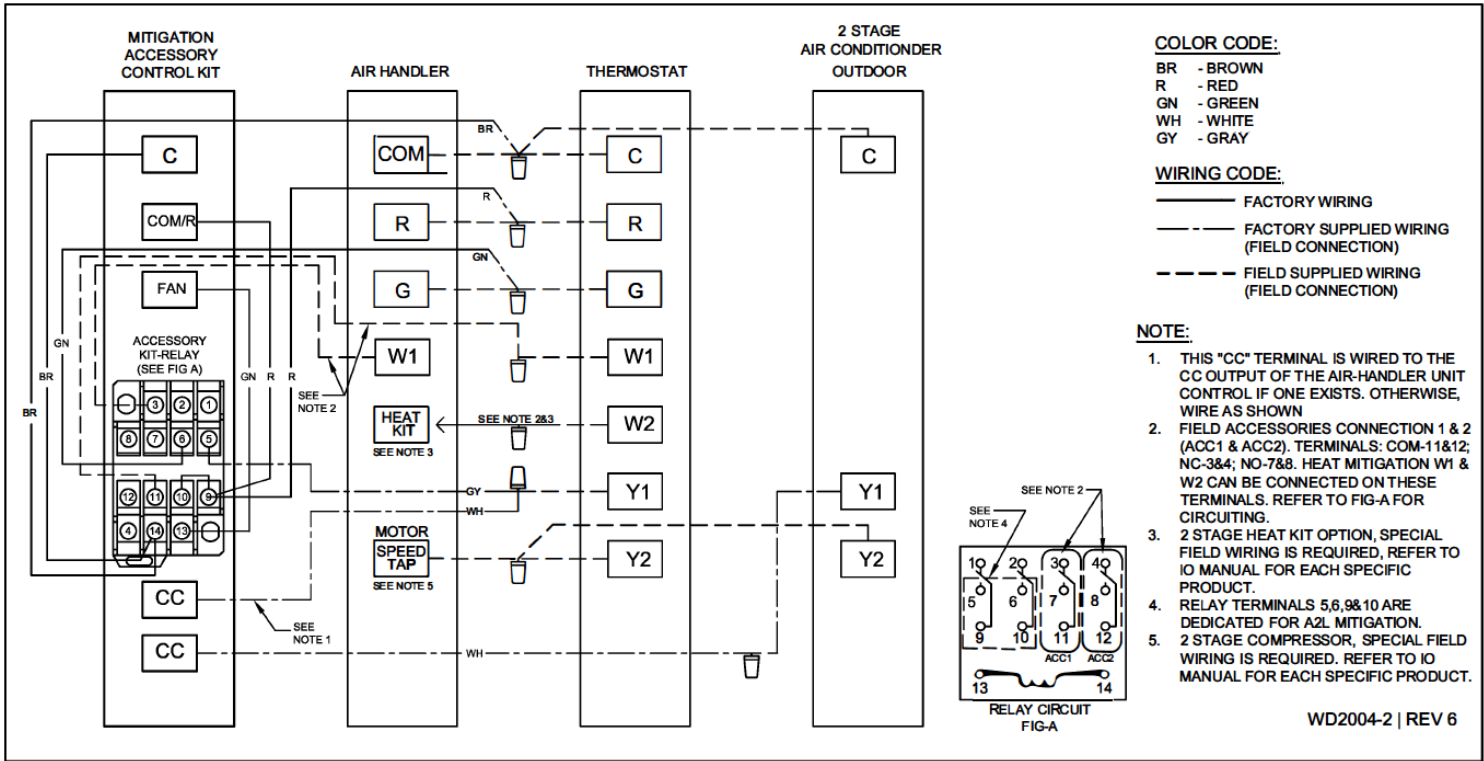 MITIGATION
ACCESSORY
CONTROL KIT
AIR HANDLER
THERMOSTAT
2 STAGE
AIR CONDITIONDER
OUTDOOR
BR
C
COM
C
C
R
COM/R
R
R
GN
FAN
G
G
GN
BR
BR
ACCESSORY
KIT-RELAY
(SEE FIG A)
GN
R
R
W1
W1
SEE
NOTE 2
3
2
1
8
7
6
5
12
11
10
9
4
14
13
HEAT
KIT
SEE NOTE 3
SEE NOTE 2&3
W2
GY
WH
Y1
Y1
MOTOR
SPEED
TAP
SEE NOTE 5
Y2
Y2
CC
SEE
NOTE 1
CC
WH
COLOR CODE:
BR - BROWN
R - RED
GN - GREEN
WH - WHITE
GY - GRAY
WIRING CODE:
FACTORY WIRING
FACTORY SUPPLIED WIRING
(FIELD CONNECTION)
FIELD SUPPLIED WIRING
(FIELD CONNECTION)
NOTE:
1. THIS "CC" TERMINAL IS WIRED TO THE
CC OUTPUT OF THE AIR-HANDLER UNIT
CONTROL IF ONE EXISTS. OTHERWISE,
WIRE AS SHOWN
2. FIELD ACCESSORIES CONNECTION 1 & 2
(ACC1 & ACC2). TERMINALS: COM-11&12;
NC-3&4; NO-7&8. HEAT MITIGATION W1 &
W2 CAN BE CONNECTED ON THESE
TERMINALS. REFER TO FIG-A FOR
CIRCUITING.
3. 2 STAGE HEAT KIT OPTION, SPECIAL
FIELD WIRING IS REQUIRED, REFER TO
IO MANUAL FOR EACH SPECIFIC
PRODUCT.
4. RELAY TERMINALS 5,6,9&10 ARE
DEDICATED FOR A2L MITIGATION.
5. 2 STAGE COMPRESSOR, SPECIAL FIELD
WIRING IS REQUIRED. REFER TO IO
MANUAL FOR EACH SPECIFIC PRODUCT.
SEE NOTE 2
SEE
NOTE 4
1
2
3
4
5
6
7
8
9
10
11
12
ACC1
ACC2
13
14
RELAY CIRCUIT
FIG-A
WD2004-2 | REV 6